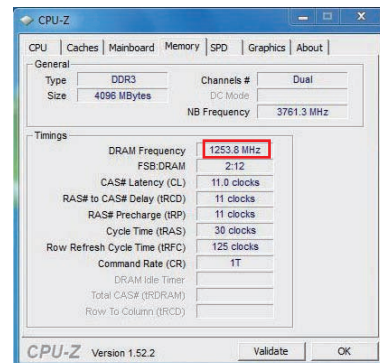 CPU-Z
CPU Caches Mainboard Memory SPD Graphics About
General
Type DDR3 Channels # Dual
Size 4096 MBytes DC Mode
NB Frequency 3761.3 MHz
Timings
DRAM Frequency 1253.8 MHz
FSB:DRAM 2:12
CAS# Latency (CL) 11.0 clocks
RAS# to CAS# Delay (tRCD) 11 clocks
RAS# Precharge (tRP) 11 clocks
Cycle Time (tRAS) 30 clocks
Row Refresh Cycle Time (tRFC) 125 clocks
Command Rate (CR) 1T
DRAM Idle Timer
Total CAS# (tRDRAM)
Row To Column (tRCD)
CPU-Z Version 1.52.2 Validate OK